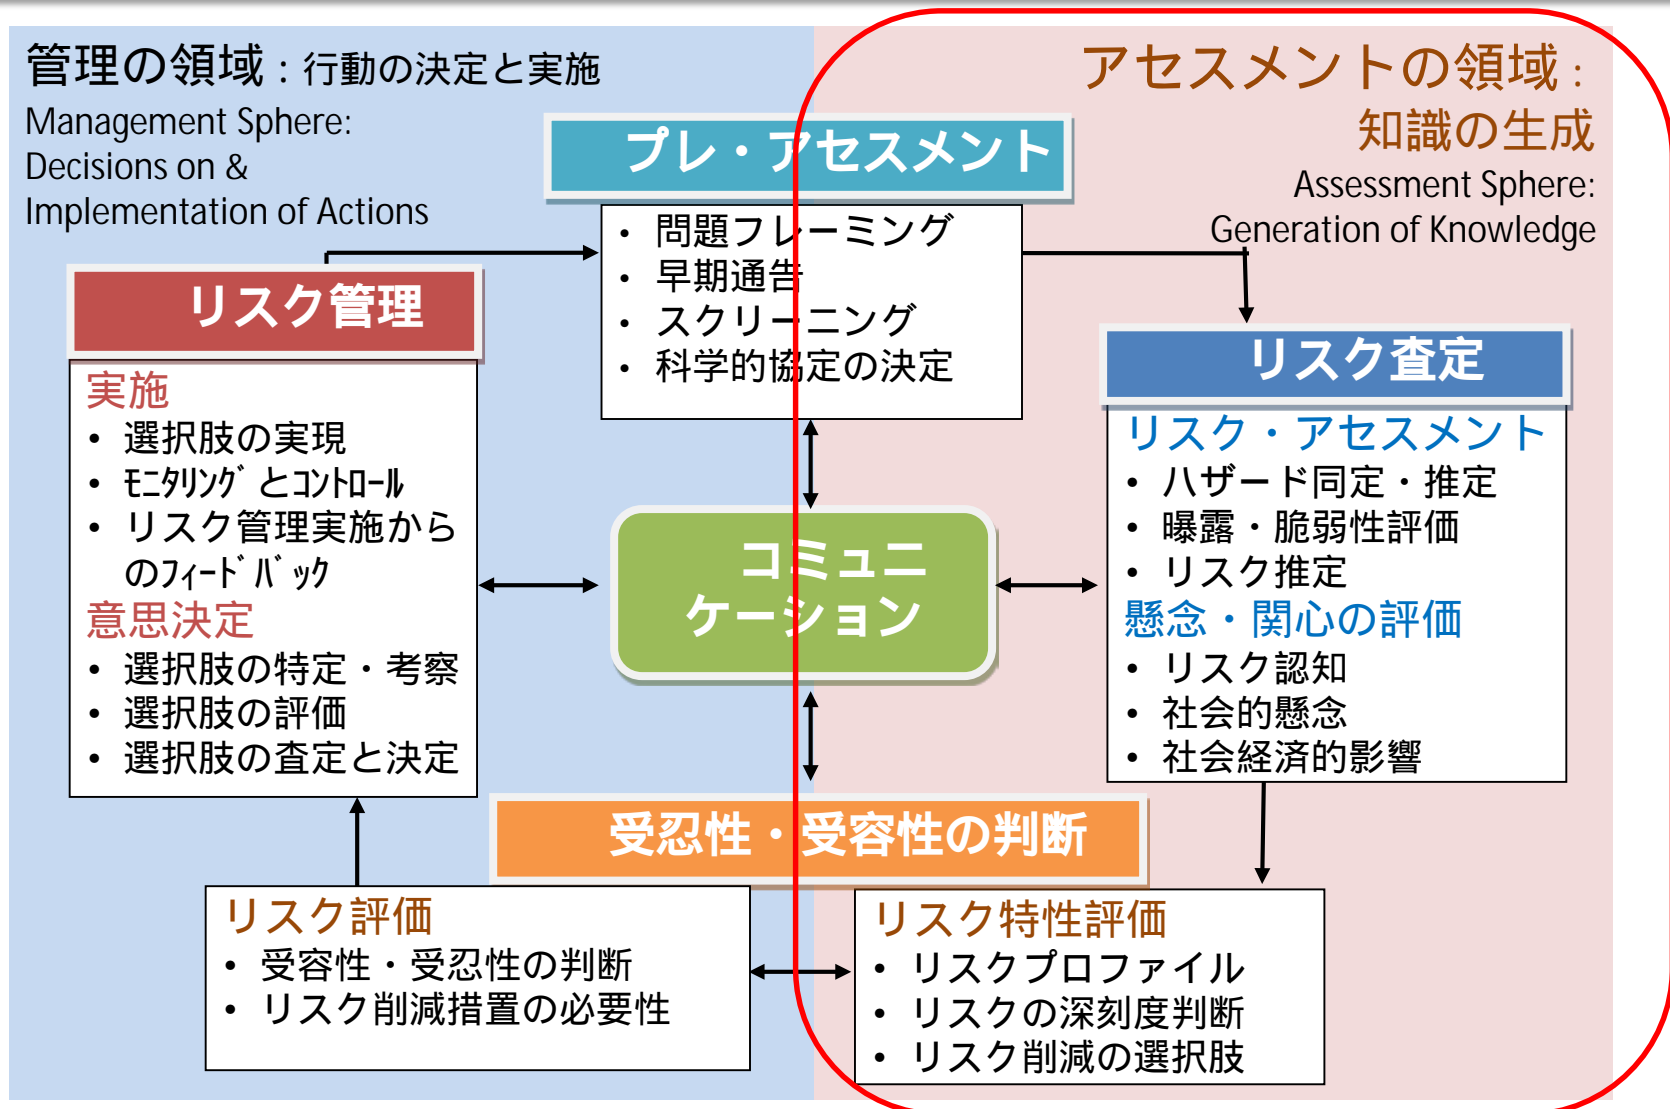 管理の領域：行動の決定と実施
Management Sphere:
Decisions on &
Implementation of Actions
アセスメントの領域：
知識の生成
Assessment Sphere:
Generation of Knowledge
プレ・アセスメント
• 問題フレーミング
• 早期通告
• スクリーニング
• 科学的協定の決定
リスク管理
実施
• 選択肢の実現
• ﾓﾆﾀﾘﾝｸﾞとｺﾝﾄﾛｰﾙ
• リスク管理実施から
のﾌｨｰﾄﾞﾊﾞｯｸ
意思決定
• 選択肢の特定・考察
• 選択肢の評価
• 選択肢の査定と決定
リスク査定
リスク・アセスメント
• ハザード同定・推定
• 曝露・脆弱性評価
• リスク推定
懸念・関心の評価
• リスク認知
• 社会的懸念
• 社会経済的影響
コミュニ
ケーション
受忍性・受容性の判断
リスク評価
• 受容性・受忍性の判断
• リスク削減措置の必要性
リスク特性評価
• リスクプロファイル
• リスクの深刻度判断
• リスク削減の選択肢